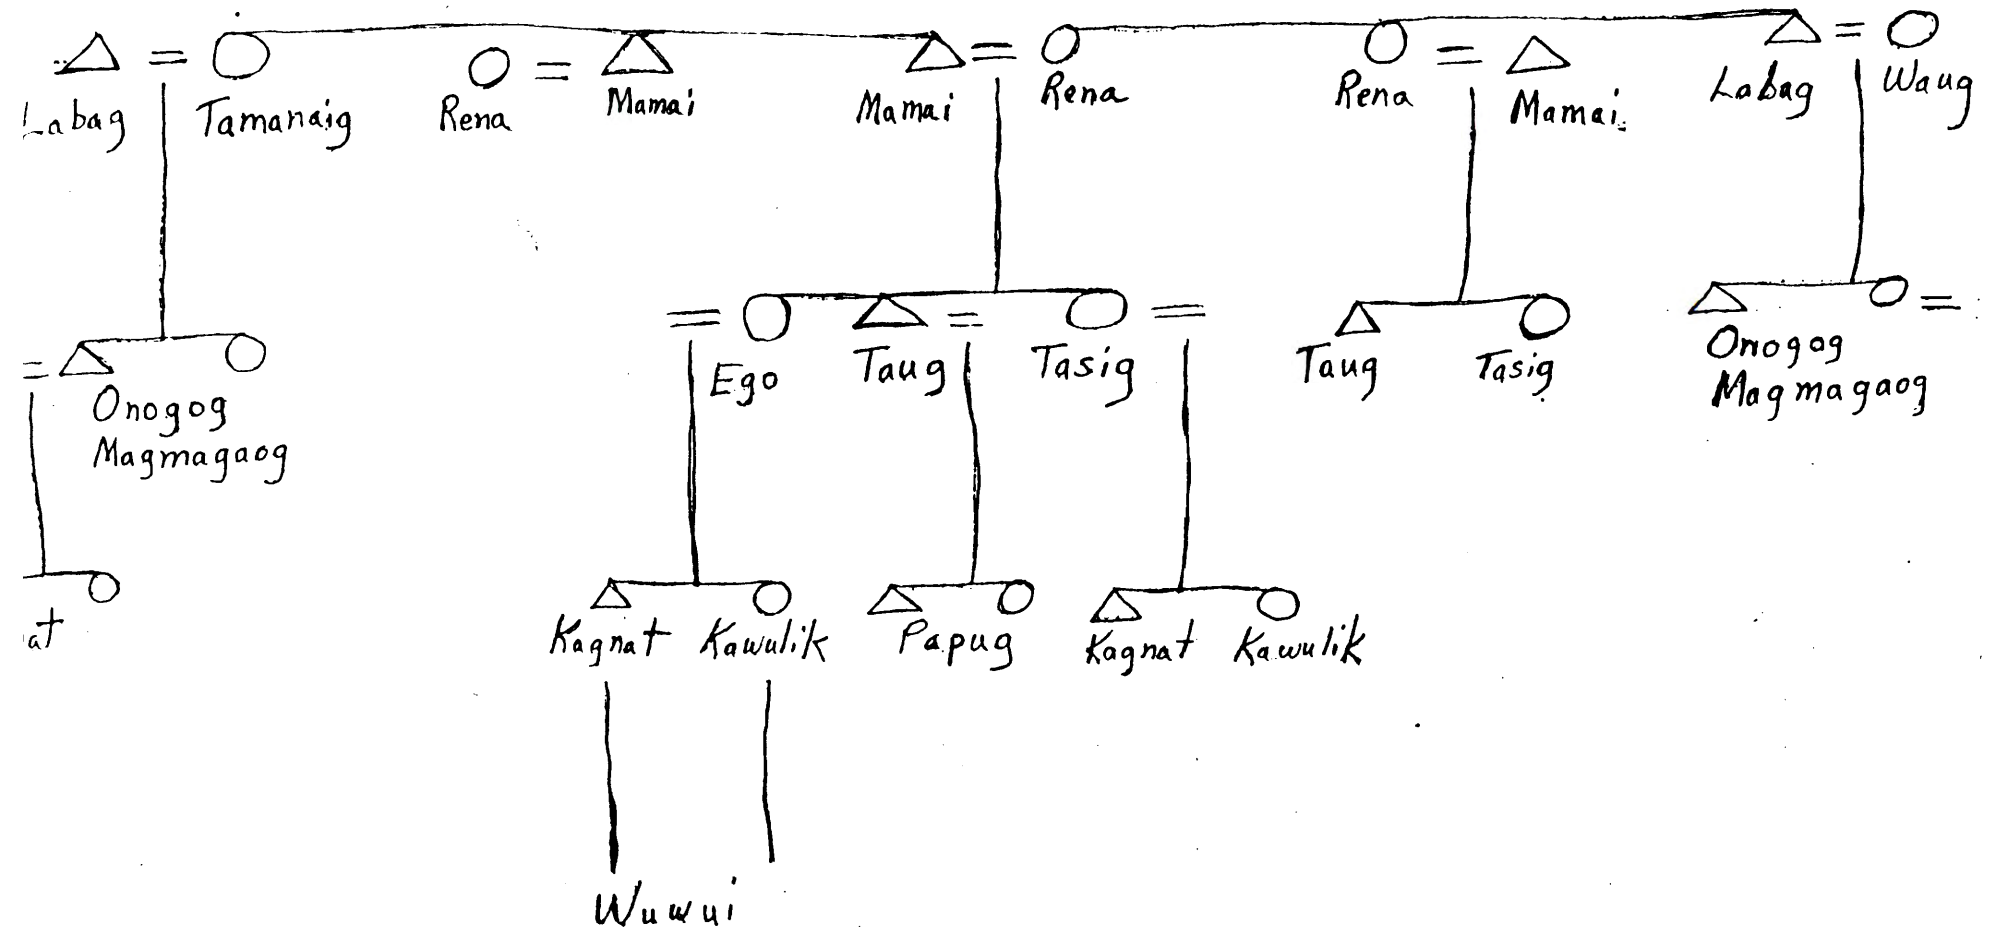 Labag Tamanaig Rena Mamai Mamai Rena Rena Mamai Labag Waug
Ego Taug Tasig Taug Tasig Onogog
Magmagaog
Onogog
Magmagaog
at Kagnat Kawulik Papug Kagnat Kawulik
Wuwui